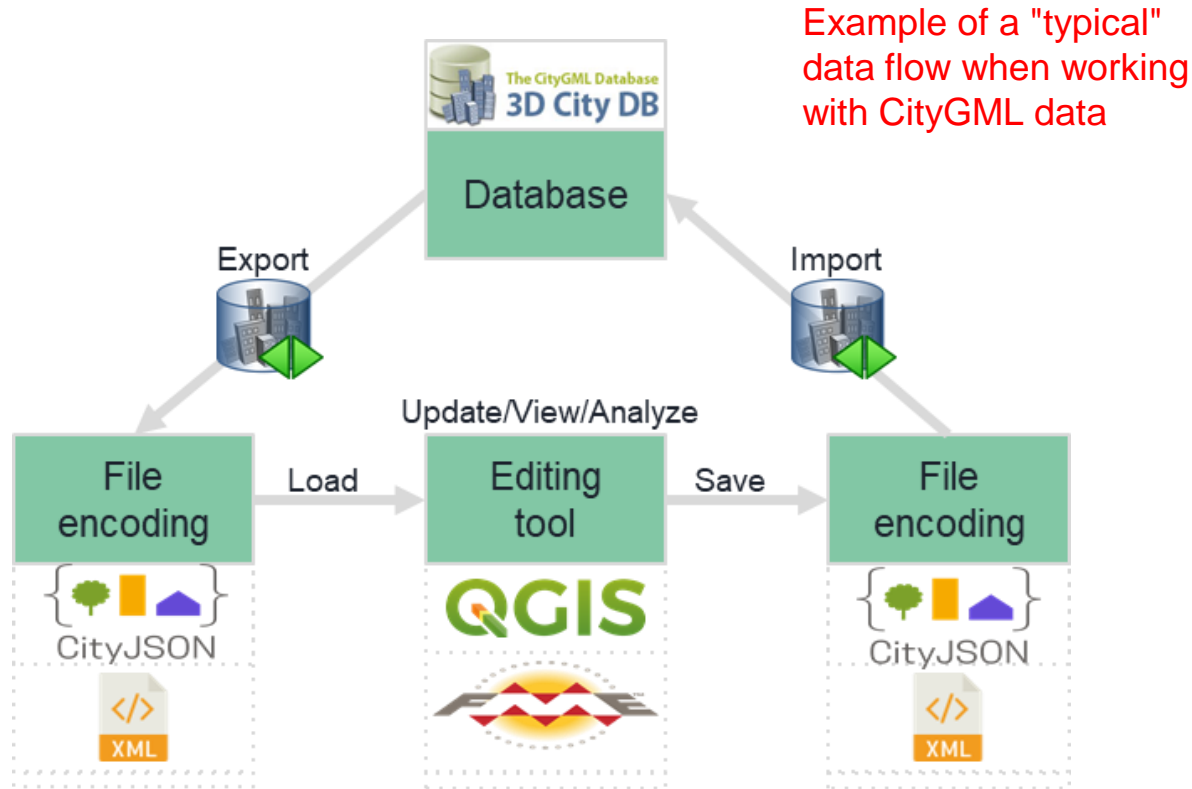 Example of a "typical"
data flow when working
with CityGML data
The CityGML Database
3D City DB
Database
Export
Import
Update/View/Analyze
File
encoding
Load
Editing
tool
Save
File
encoding
CityJSON
QGIS
CityJSON
FME
</>
XML
</>
XML